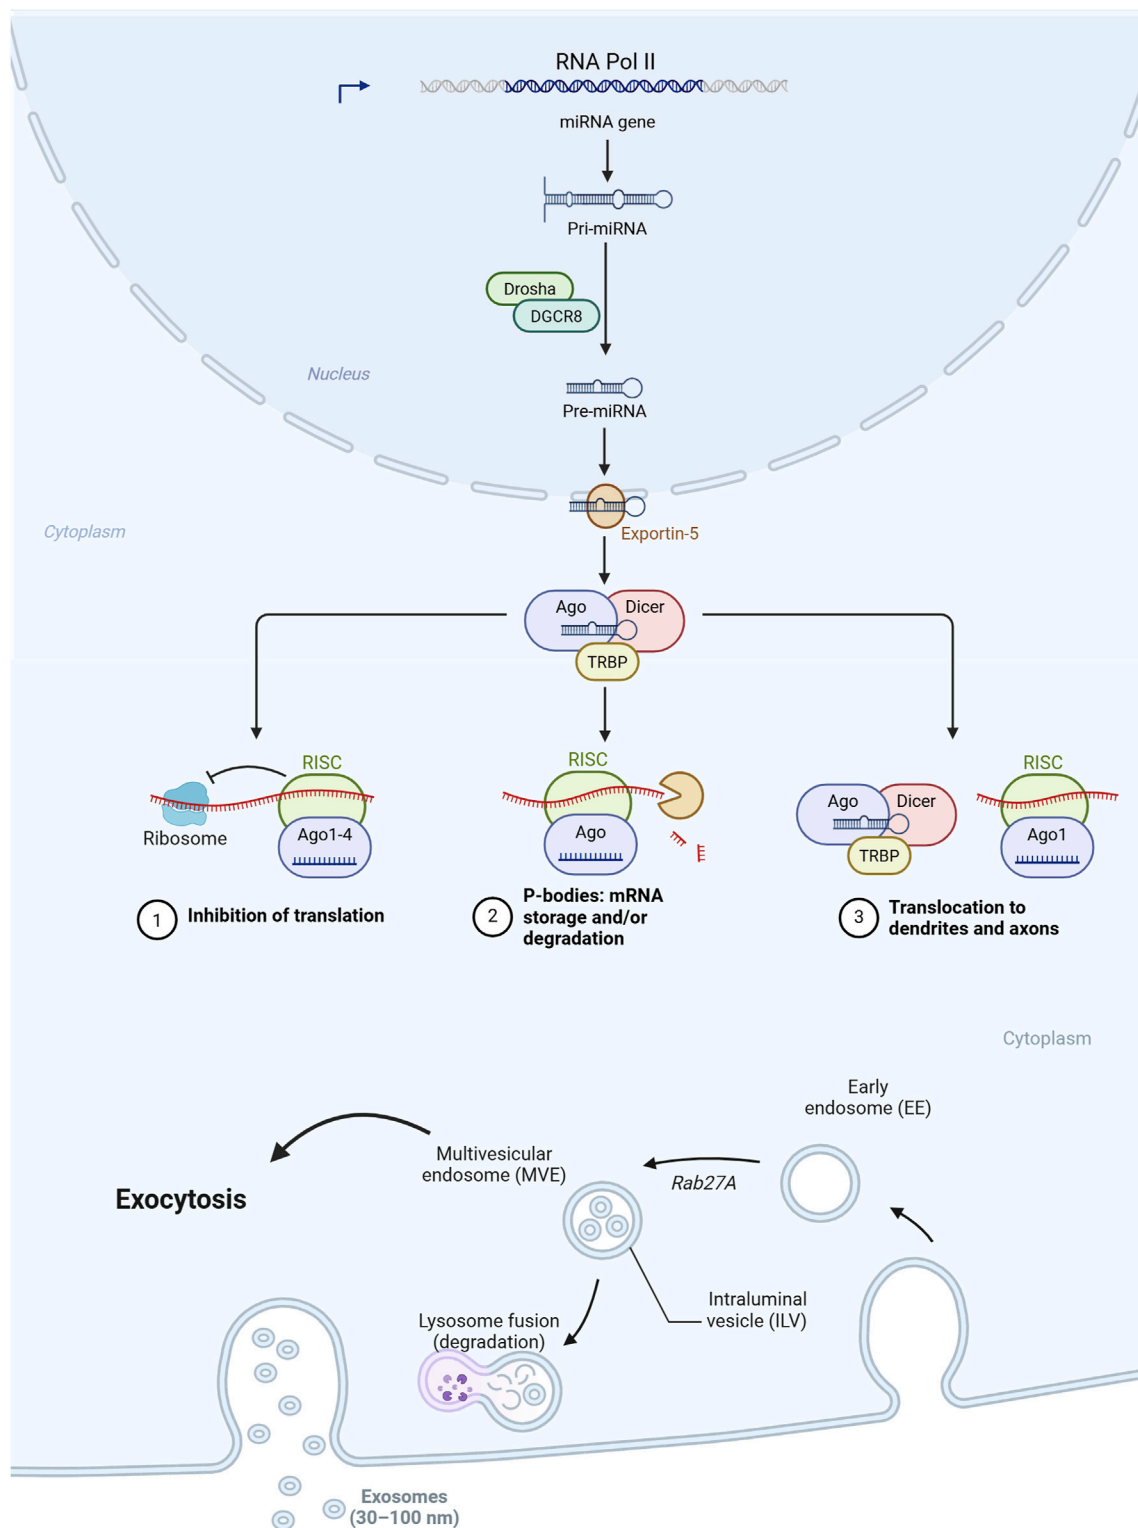 RNA Pol II
miRNA gene
Pri-miRNA
Drosha
DGCR8
Nucleus
Pre-miRNA
Cytoplasm
Exportin-5
Ago
Dicer
TRBP
RISC
Ribosome
Ago1-4
1
Inhibition of translation
RISC
Ago
2
P-bodies: mRNA
storage and/or
degradation
Ago
Dicer
TRBP
RISC
Ago1
3
Translocation to
dendrites and axons
Cytoplasm
Early
endosome (EE)
Rab27A
Multivesicular
endosome (MVE)
Exocytosis
Intraluminal
vesicle (ILV)
Lysosome fusion
(degradation)
Exosomes
(30–100 nm)